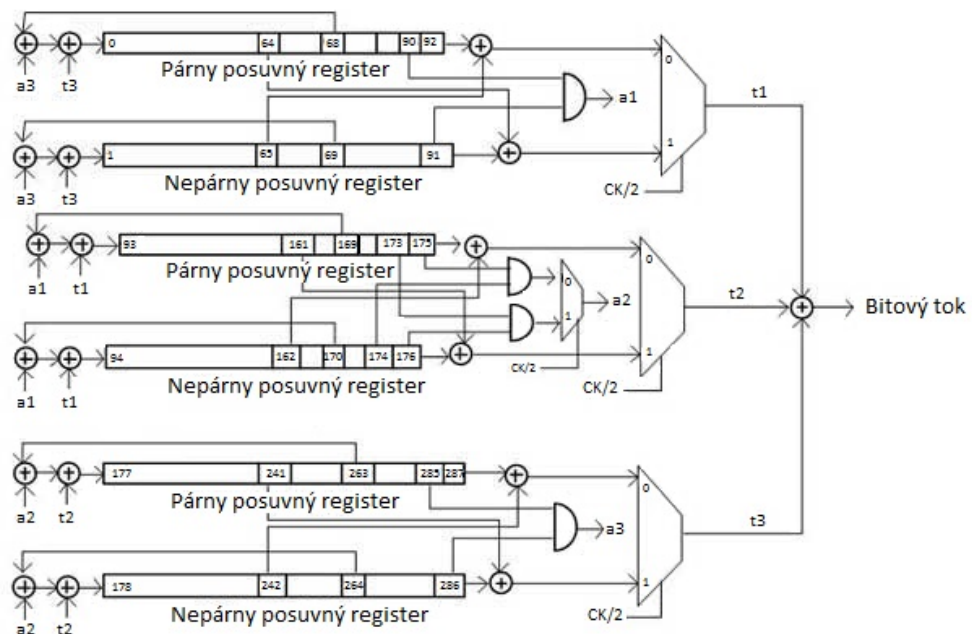 0 64 68 90 92
Párny posuvný register
a3 t3
a1
0
1
t1
1 65 69 91
Nepárny posuvný register
a3 t3
CK/2
93 161 169 173 175
Párny posuvný register
a1 t1
0
1
a2
CK/2
0
1
t2
Bitový tok
94 162 170 174 176
Nepárny posuvný register
a1 t1
CK/2
177 241 263 285 287
Párny posuvný register
a2 t2
a3
0
1
t3
178 242 264 286
Nepárny posuvný register
a2 t2
CK/2